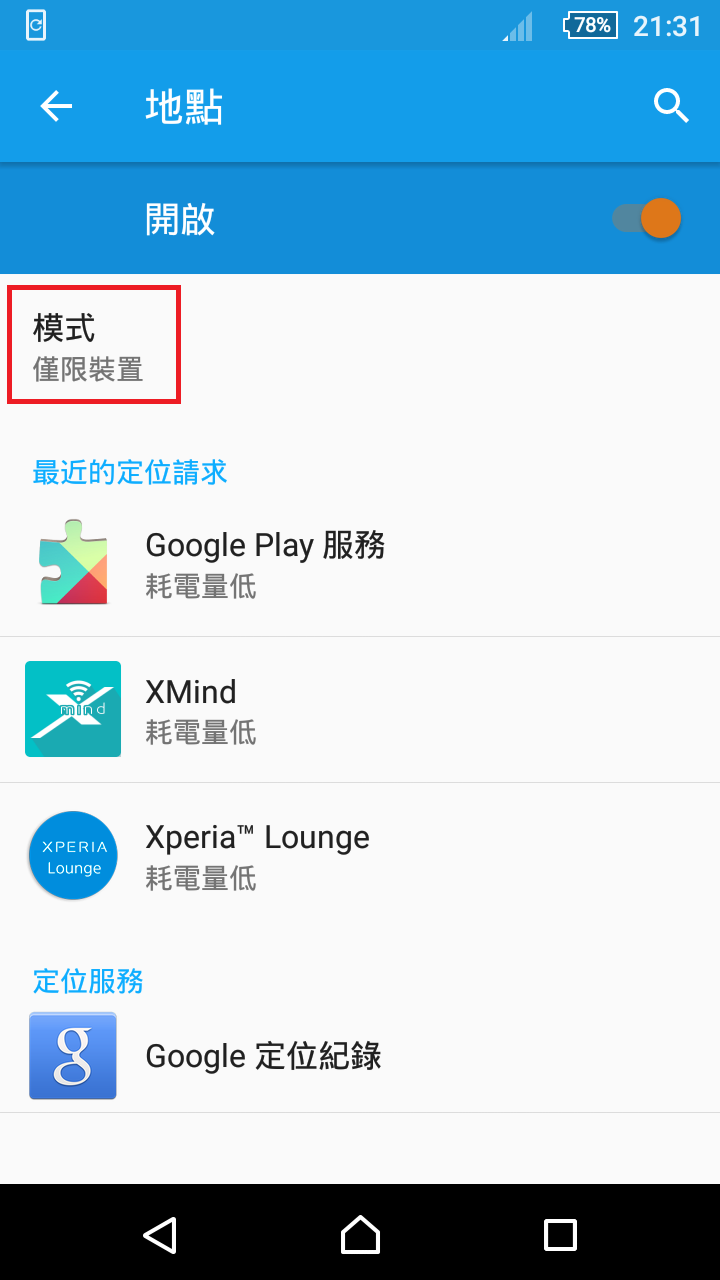 78% 21:31
地點
開啟
模式
僅限裝置
最近的定位請求
Google Play 服務
耗電量低
XMind
mind
耗電量低
Xperia™ Lounge
XPERIA
Lounge
耗電量低
定位服務
g
Google 定位紀錄